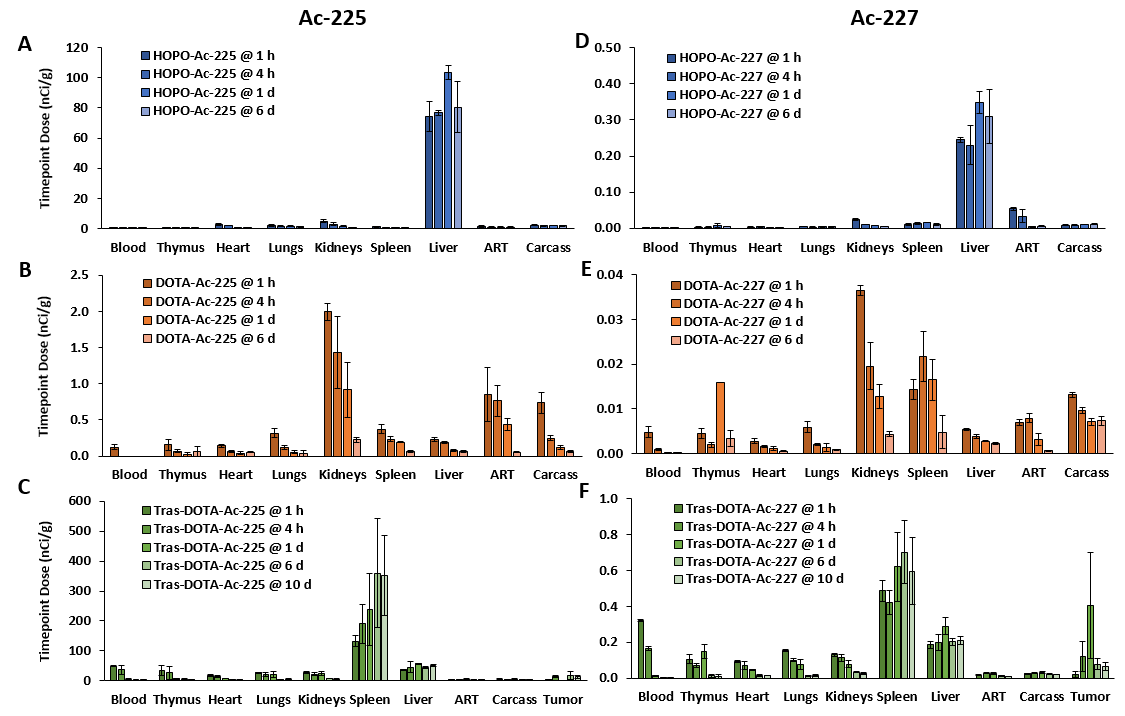 Ac-225
Ac-227
A
Timepoint Dose (nCi/g)
120
100
80
60
40
20
0
HOPO-Ac-225 @ 1 h
HOPO-Ac-225 @ 4 h
HOPO-Ac-225 @ 1 d
HOPO-Ac-225 @ 6 d
Blood Thymus Heart Lungs Kidneys Spleen Liver ART Carcass
D
0.50
0.40
0.30
0.20
0.10
0.00
HOPO-Ac-227 @ 1 h
HOPO-Ac-227 @ 4 h
HOPO-Ac-227 @ 1 d
HOPO-Ac-227 @ 6 d
Blood Thymus Heart Lungs Kidneys Spleen Liver ART Carcass
B
Timepoint Dose (nCi/g)
2.5
2.0
1.5
1.0
0.5
0.0
DOTA-Ac-225 @ 1 h
DOTA-Ac-225 @ 4 h
DOTA-Ac-225 @ 1 d
DOTA-Ac-225 @ 6 d
Blood Thymus Heart Lungs Kidneys Spleen Liver ART Carcass
E
0.04
0.03
0.02
0.01
0.00
DOTA-Ac-227 @ 1 h
DOTA-Ac-227 @ 4 h
DOTA-Ac-227 @ 1 d
DOTA-Ac-227 @ 6 d
Blood Thymus Heart Lungs Kidneys Spleen Liver ART Carcass
C
Timepoint Dose (nCi/g)
600
500
400
300
200
100
0
Tras-DOTA-Ac-225 @ 1 h
Tras-DOTA-Ac-225 @ 4 h
Tras-DOTA-Ac-225 @ 1 d
Tras-DOTA-Ac-225 @ 6 d
Tras-DOTA-Ac-225 @ 10 d
Blood Thymus Heart Lungs Kidneys Spleen Liver ART Carcass Tumor
F
1.0
0.8
0.6
0.4
0.2
0.0
Tras-DOTA-Ac-227 @ 1 h
Tras-DOTA-Ac-227 @ 4 h
Tras-DOTA-Ac-227 @ 1 d
Tras-DOTA-Ac-227 @ 6 d
Tras-DOTA-Ac-227 @ 10 d
Blood Thymus Heart Lungs Kidneys Spleen Liver ART Carcass Tumor